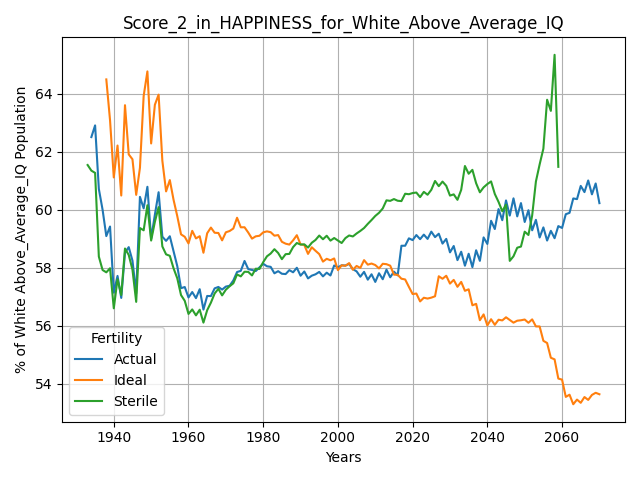 Score_2_in_HAPPINESS_for_White_Above_Average_IQ
% of White Above_Average_IQ Population
64
62
60
58
56
54
Fertility
Actual
Ideal
Sterile
1940 1960 1980 2000 2020 2040 2060
Years